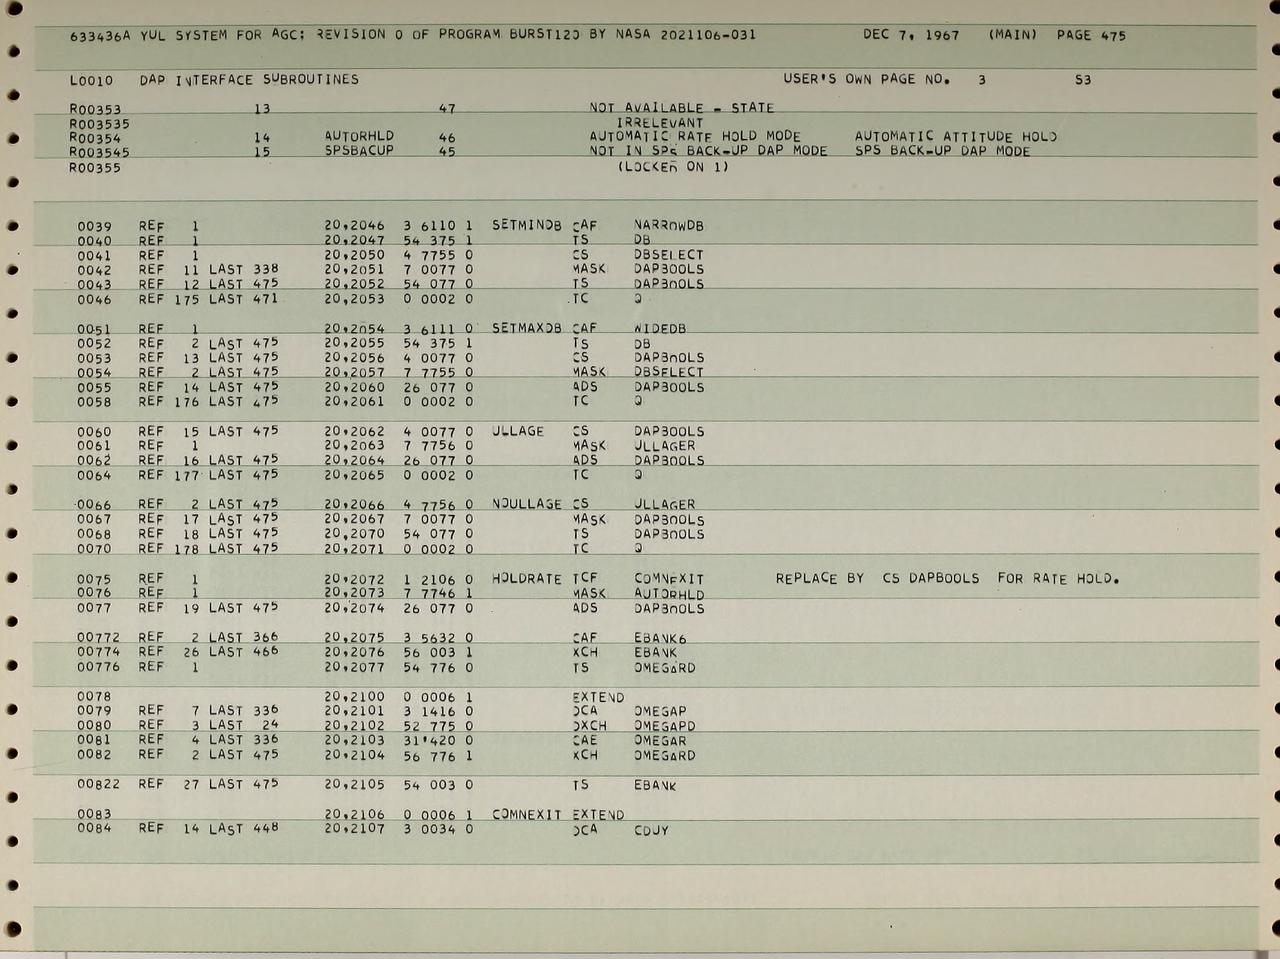 633436A YUL SYSTEM FOR AGC: REVISION 0 OF PROGRAM BURST120 BY NASA 2021106-031 DEC 7, 1967 (MAIN) PAGE 475
L0010 DAP INTERFACE SUBROUTINES USER'S OWN PAGE NO. 3 S3
R00353 13 47 NOT AVAILABLE - STATE
R003535 IRRELEVANT
R00354 14 AUTORHLD 46 AUTOMATIC RATE HOLD MODE AUTOMATIC ATTITUDE HOLD
R003545 15 SPSBACUP 45 NOT IN SPS BACK-UP DAP MODE SPS BACK-UP DAP MODE
R00355 (LOCKED ON 1)
0039 REF 1 20,2046 3 6110 1 SETMINDB CAF NARROWDB
0040 REF 1 20,2047 54 375 1 TS DB
0041 REF 1 20,2050 4 7755 0 CS DBSELECT
0042 REF 11 LAST 338 20,2051 7 0077 0 MASK DAPBOOLS
0043 REF 12 LAST 475 20,2052 54 077 0 TS DAPBOOLS
0046 REF 175 LAST 471 20,2053 0 0002 0 TC Q
0051 REF 1 20,2054 3 6111 0 SETMAXDB CAF WIDEDB
0052 REF 2 LAST 475 20,2055 54 375 1 TS DB
0053 REF 13 LAST 475 20,2056 4 0077 0 CS DAPBOOLS
0054 REF 2 LAST 475 20,2057 7 7755 0 MASK DBSELECT
0055 REF 14 LAST 475 20,2060 26 077 0 ADS DAPBOOLS
0058 REF 176 LAST 475 20,2061 0 0002 0 TC Q
0060 REF 15 LAST 475 20,2062 4 0077 0 ULLAGE CS DAPBOOLS
0061 REF 1 20,2063 7 7756 0 MASK ULLAGER
0062 REF 16 LAST 475 20,2064 26 077 0 ADS DAPBOOLS
0064 REF 177 LAST 475 20,2065 0 0002 0 TC Q
0066 REF 2 LAST 475 20,2066 4 7756 0 NOULLAGE CS ULLAGER
0067 REF 17 LAST 475 20,2067 7 0077 0 MASK DAPBOOLS
0068 REF 18 LAST 475 20,2070 54 077 0 TS DAPBOOLS
0070 REF 178 LAST 475 20,2071 0 0002 0 TC Q
0075 REF 1 20,2072 1 2106 0 HOLDRATE TCF COMNEXIT REPLACE BY CS DAPBOOLS FOR RATE HOLD.
0076 REF 1 20,2073 7 7746 1 MASK AUTORHLD
0077 REF 19 LAST 475 20,2074 26 077 0 ADS DAPBOOLS
00772 REF 2 LAST 366 20,2075 3 5632 0 CAF EBANK6
00774 REF 26 LAST 466 20,2076 56 003 1 XCH EBANK
00776 REF 1 20,2077 54 776 0 TS OMEGARD
0078 20,2100 0 0006 1 EXTEND
0079 REF 7 LAST 336 20,2101 3 1416 0 DCA OMEGAP
0080 REF 3 LAST 24 20,2102 52 775 0 DXCH OMEGAPD
0081 REF 4 LAST 336 20,2103 31'420 0 CAE OMEGAR
0082 REF 2 LAST 475 20,2104 56 776 1 XCH OMEGARD
00822 REF 27 LAST 475 20,2105 54 003 0 TS EBANK
0083 20,2106 0 0006 1 COMNEXIT EXTEND
0084 REF 14 LAST 448 20,2107 3 0034 0 DCA CDUY